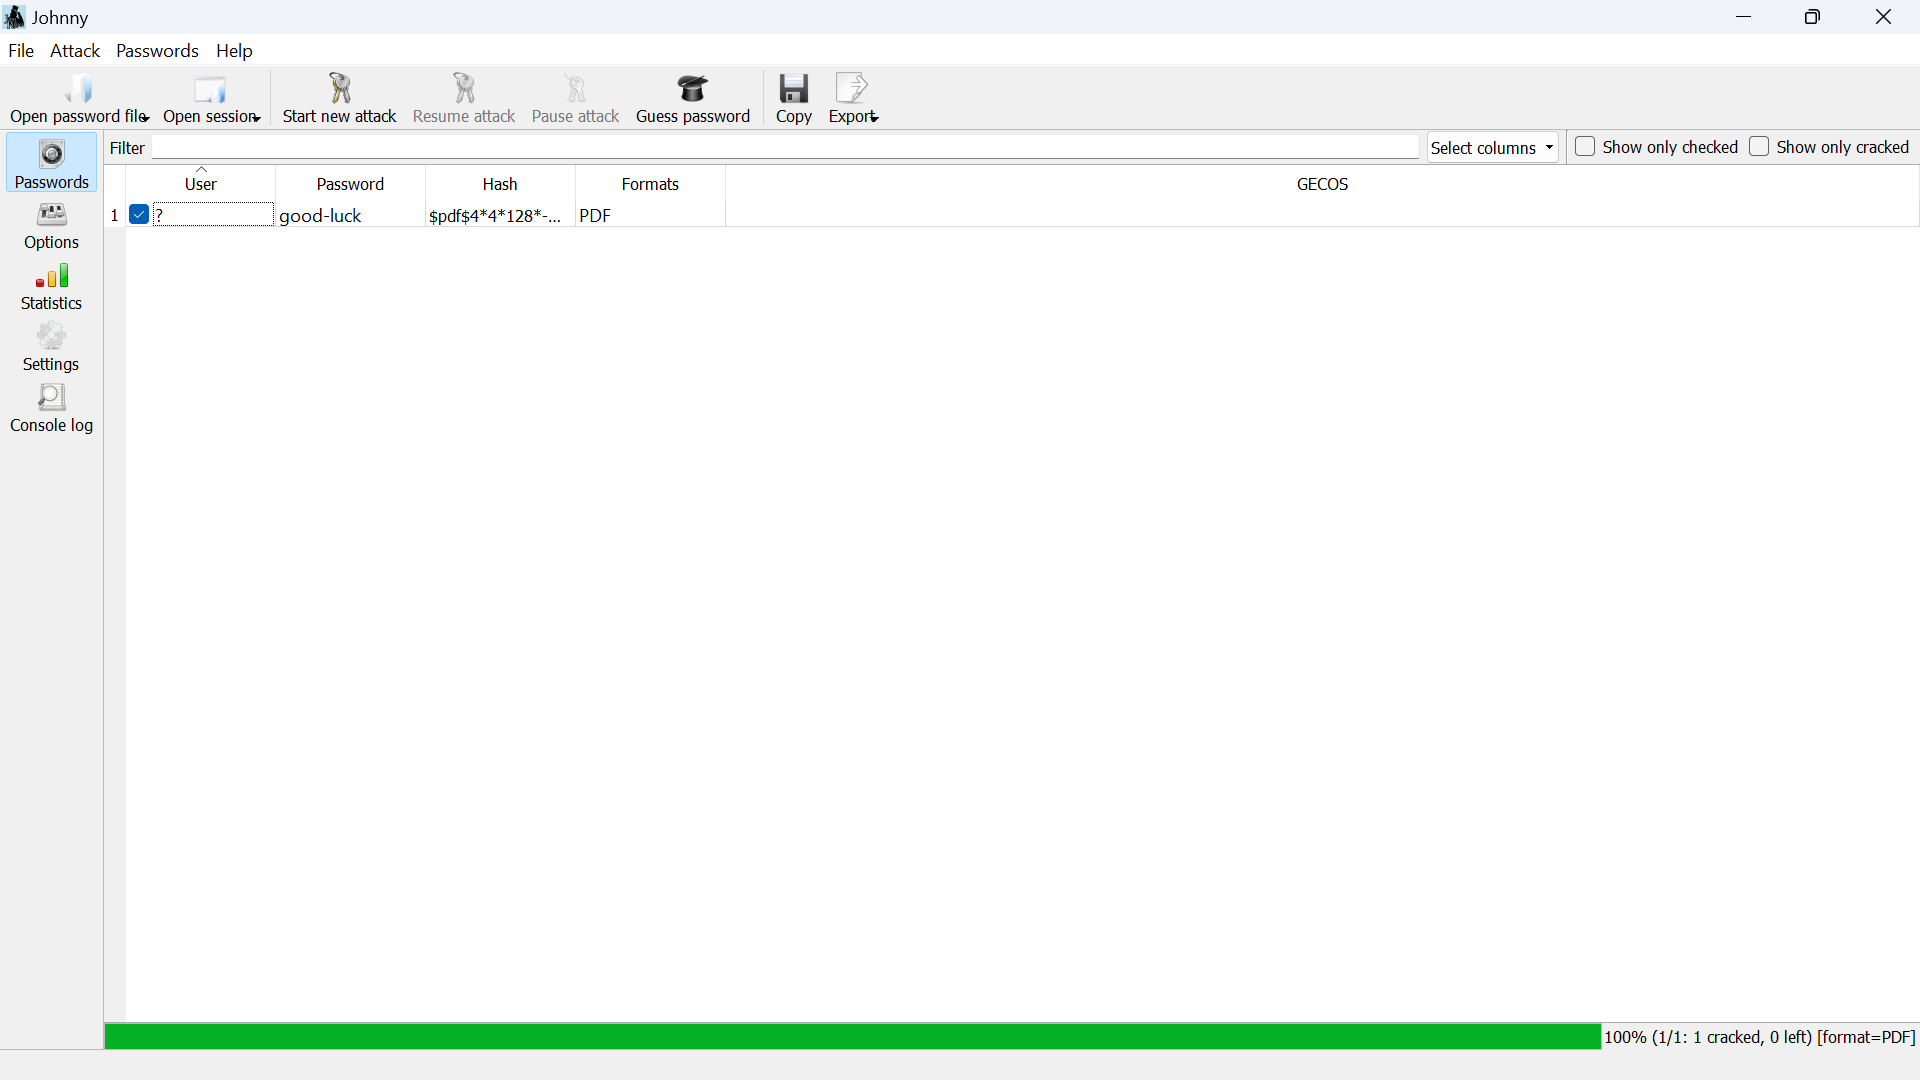 Johnny
File Attack Passwords Help
Open password file Open session Start new attack Resume attack Pause attack Guess password Copy Export
Filter Select columns Show only checked Show only cracked
Passwords
Options
Statistics
Settings
Console log
User Password Hash Formats GECOS
1 ? good-luck $pdf$4*4*128*-... PDF
100% (1/1: 1 cracked, 0 left) [format=PDF]